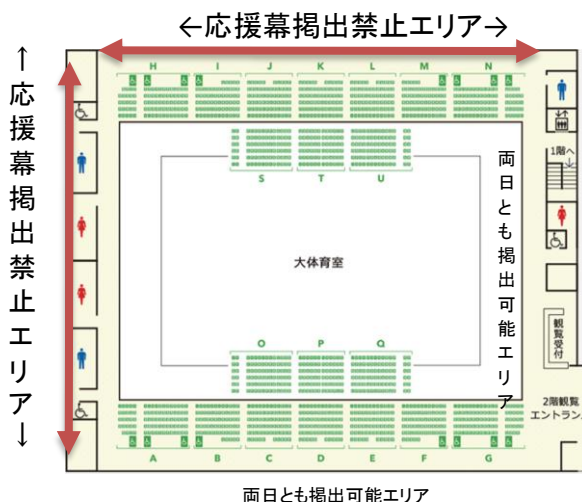 ←応援幕掲出禁止エリア→
←応援幕掲出禁止エリア→
H I J K L M N
1階へ
S T U
両日とも掲出可能エリア
大体育室
観覧受付
O P Q
2階観覧
エントランス
A B C D E F G
両日とも掲出可能エリア